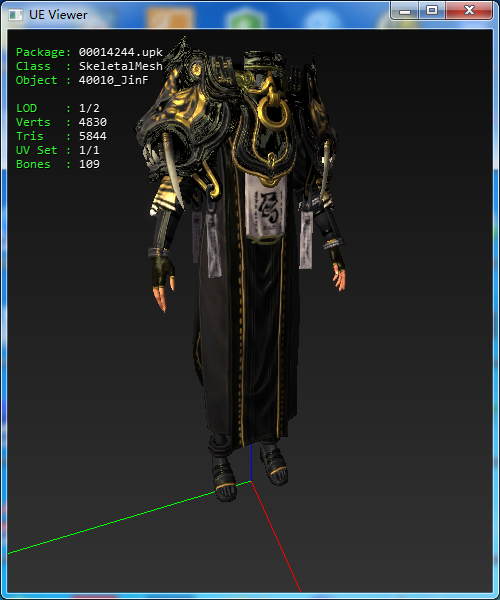 UE Viewer
Package: 00014244.upk
Class : SkeletalMesh
Object : 40010_JinF
LOD : 1/2
Verts : 4830
Tris : 5844
UV Set : 1/1
Bones : 109